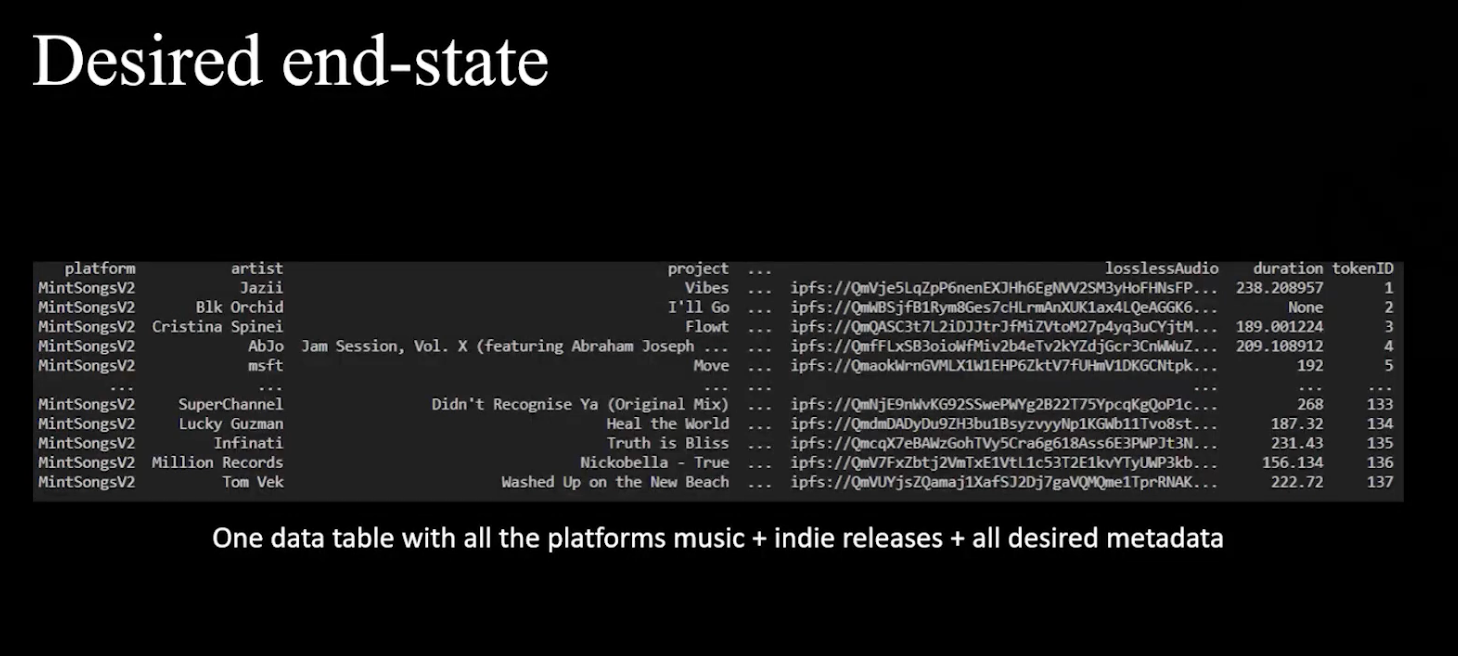 Desired end-state
platform artist project ... losslessAudio duration tokenID
MintSongsV2 Jazii Vibes ... ipfs://QmVje5LqZpP6nenEXJHh6EgNVV2SM3yHoFHNsFP... 238.208957 1
MintSongsV2 Blk Orchid I'll Go ... ipfs://QmWBSjfB1Rym8Ges7cHLrmAnXUK1ax4LQeAGGK6... None 2
MintSongsV2 Cristina Spinei Flowt ... ipfs://QmQASC3t7L2iDJJtrJfMiZVtoM27p4yq3uCYjtM... 189.001224 3
MintSongsV2 AbJo Jam Session, Vol. X (featuring Abraham Joseph ... ... ipfs://QmfFLxSB3oioWfMiv2b4eTv2kYZdjGcr3CnWWuZ... 209.108912 4
MintSongsV2 msft Move ... ipfs://QmaokWrnGVMLX1W1EHP6ZktV7fUHmV1DKGCNtpk... 192 5
... ... ... ... ... ... ...
MintSongsV2 SuperChannel Didn't Recognise Ya (Original Mix) ... ipfs://QmNjE9nWvKG92SSwePWYg2B22T75YpcqKgQoP1c... 268 133
MintSongsV2 Lucky Guzman Heal the World ... ipfs://QmdmDADyDu9ZH3bu1BsyzvyyNp1KGWb11Tvo8st... 187.32 134
MintSongsV2 Infinati Truth is Bliss ... ipfs://QmcqX7eBAWzGohTVy5Cra6g618Ass6E3PWPJt3N... 231.43 135
MintSongsV2 Million Records Nickobella - True ... ipfs://QmV7FxZbtj2VmTxE1VtL1c53T2E1kvYTyUWP3kb... 156.134 136
MintSongsV2 Tom Vek Washed Up on the New Beach ... ipfs://QmVUYjsZQamaj1XafSJ2Dj7gaVQMQme1TprRNAK... 222.72 137
One data table with all the platforms music + indie releases + all desired metadata